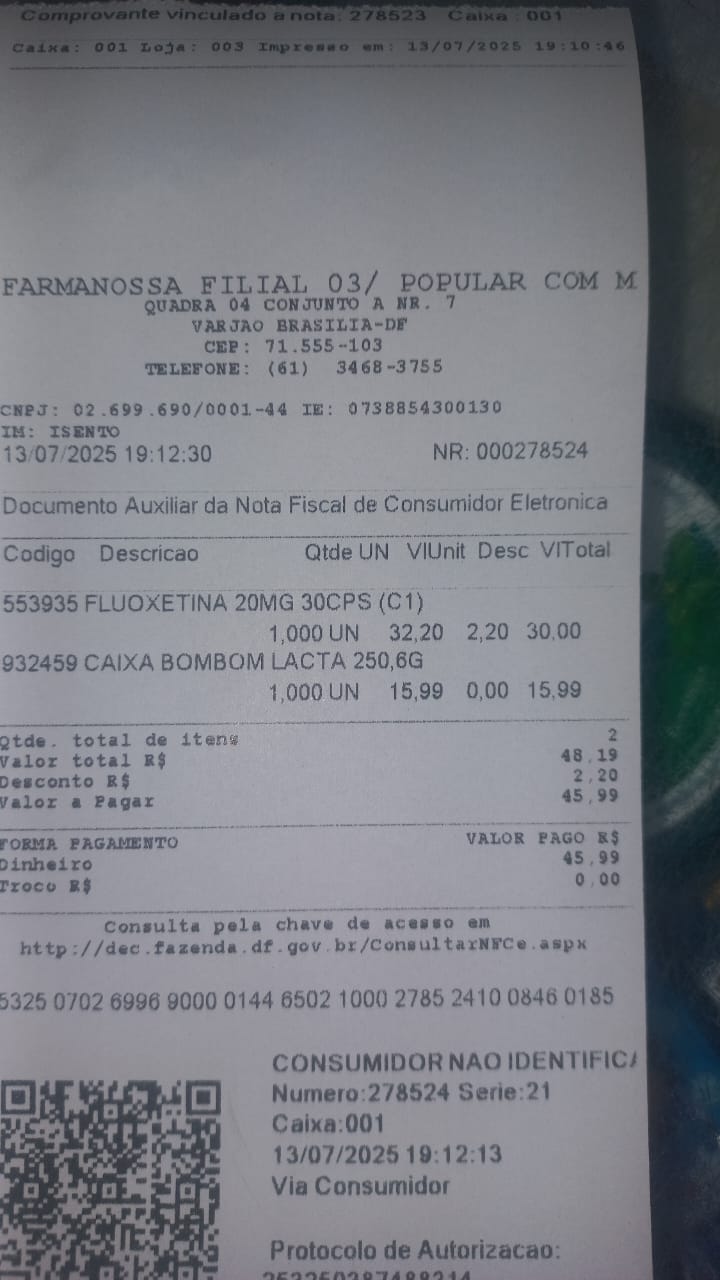 Comprovante vinculado a nota: 278523 Caixa : 001
Caixa: 001 Loja: 003 Impresso em: 13/07/2025 19:10:46
FARMANOSSA FILIAL 03/ POPULAR COM M
QUADRA 04 CONJUNTO A NR. 7
VARJAO BRASILIA-DF
CEP: 71.555-103
TELEFONE: (61) 3468-3755
CNPJ: 02.699.690/0001-44 IE: 0738854300130
IM: ISENTO
13/07/2025 19:12:30 NR: 000278524
Documento Auxiliar da Nota Fiscal de Consumidor Eletronica
Codigo Descricao Qtde UN VlUnit Desc VlTotal
553935 FLUOXETINA 20MG 30CPS (C1)
1,000 UN 32,20 2,20 30,00
932459 CAIXA BOMBOM LACTA 250,6G
1,000 UN 15,99 0,00 15,99
Qtde. total de itens 2
Valor total R$ 48,19
Desconto R$ 2,20
Valor a Pagar 45,99
FORMA PAGAMENTO VALOR PAGO R$
Dinheiro 45,99
Troco R$ 0,00
Consulta pela chave de acesso em
http://dec.fazenda.df.gov.br/ConsultarNFCe.aspx
5325 0702 6996 9000 0144 6502 1000 2785 2410 0846 0185
CONSUMIDOR NAO IDENTIFICA
Numero:278524 Serie:21
Caixa:001
13/07/2025 19:12:13
Via Consumidor
Protocolo de Autorizacao: